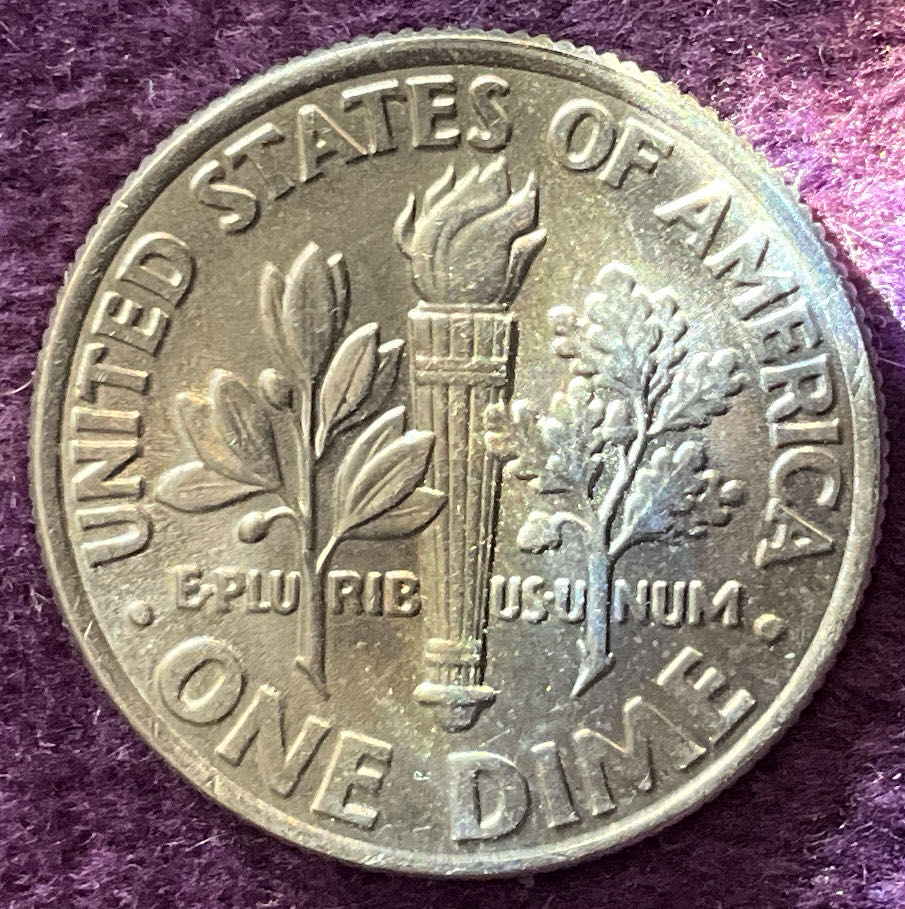 UNITED STATES OF AMERICA
E·PLURIBUS·UNUM
· ONE DIME ·